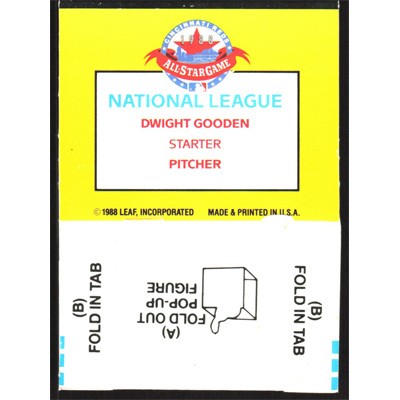 CINCINNATI REDS
1988
ALL★STAR GAME
NATIONAL LEAGUE
DWIGHT GOODEN
STARTER
PITCHER
©1988 LEAF, INCORPORATED MADE & PRINTED IN U.S.A.
(B)
FOLD IN TAB
(A)
FOLD OUT
POP-UP
FIGURE
(B)
FOLD IN TAB